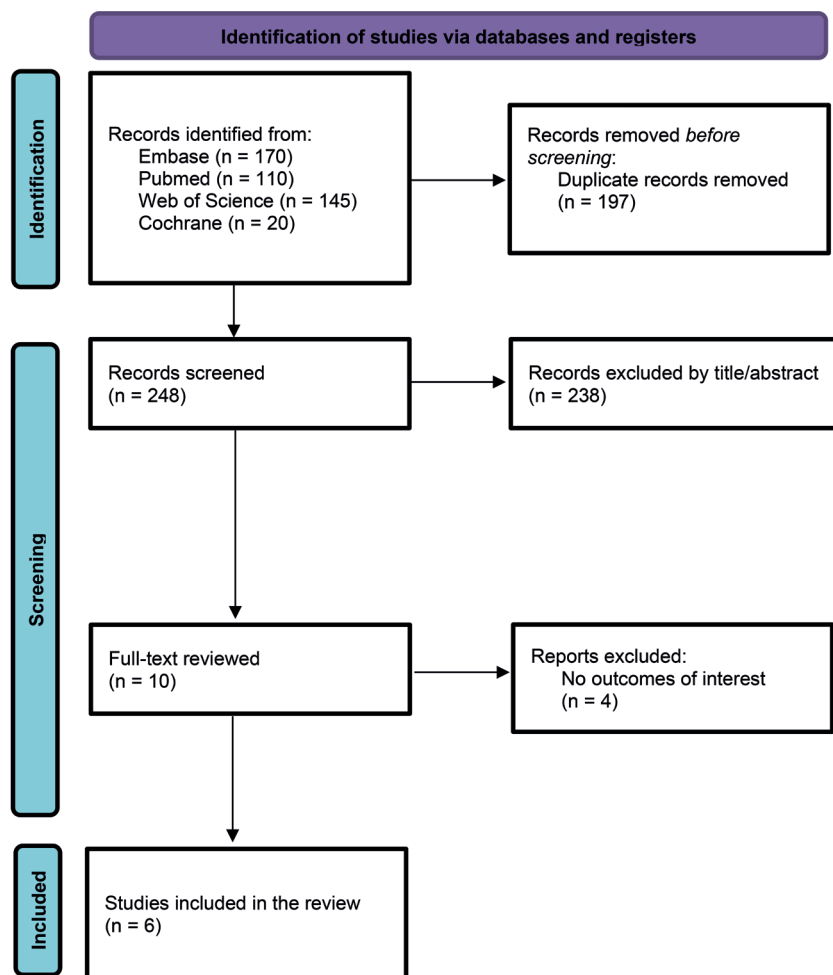 Identification of studies via databases and registers
Identification
Records identified from:
Embase (n = 170)
Pubmed (n = 110)
Web of Science (n = 145)
Cochrane (n = 20)
Records removed before
screening:
Duplicate records removed
(n = 197)
Screening
Records screened
(n = 248)
Records excluded by title/abstract
(n = 238)
Full-text reviewed
(n = 10)
Reports excluded:
No outcomes of interest
(n = 4)
Included
Studies included in the review
(n = 6)